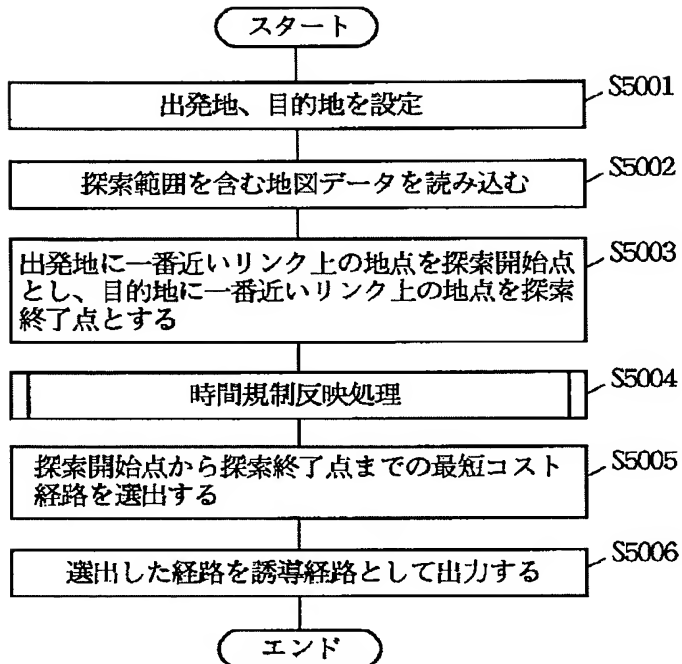 スタート
出発地、目的地を設定
S5001
探索範囲を含む地図データを読み込む
S5002
出発地に一番近いリンク上の地点を探索開始点
とし、目的地に一番近いリンク上の地点を探索
終了点とする
S5003
時間規制反映処理
S5004
探索開始点から探索終了点までの最短コスト
経路を選出する
S5005
選出した経路を誘導経路として出力する
S5006
エンド